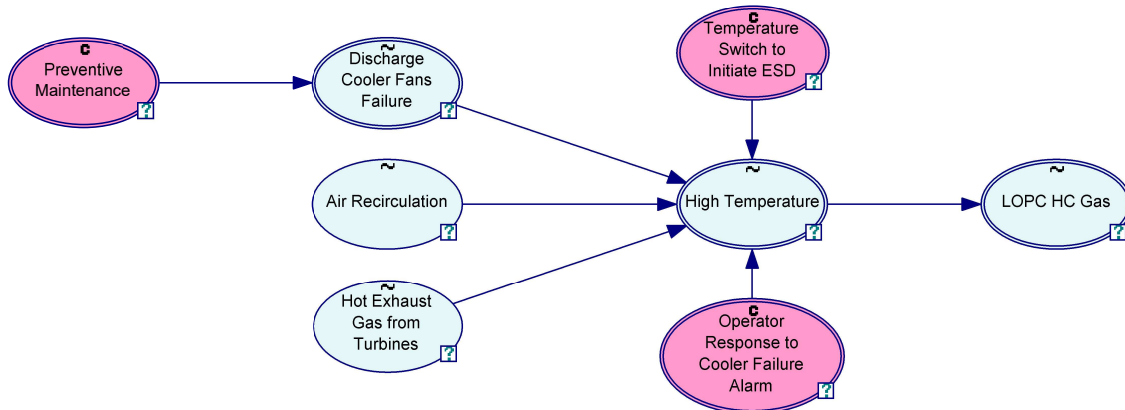 C
Preventive
Maintenance
?
~
Discharge
Cooler Fans
Failure
?
C
Temperature
Switch to
Initiate ESD
?
~
Air Recirculation
?
~
High Temperature
?
~
LOPC HC Gas
?
~
Hot Exhaust
Gas from
Turbines
?
C
Operator
Response to
Cooler Failure
Alarm
?